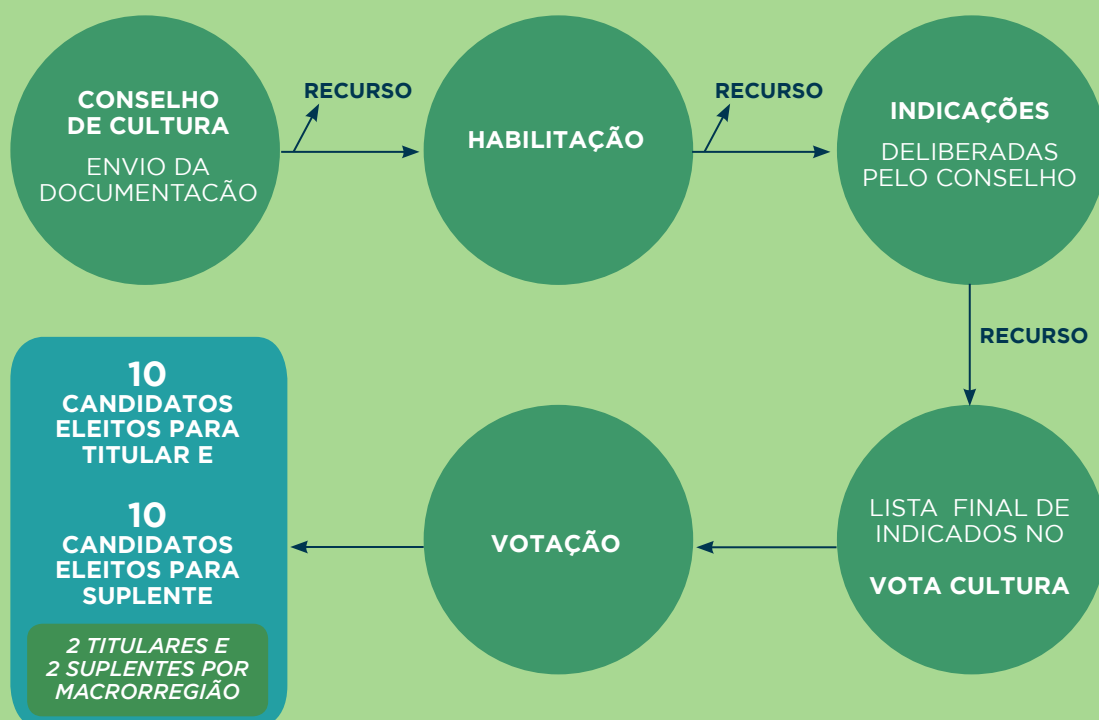 CONSELHO
DE CULTURA
ENVIO DA
DOCUMENTACÃO
RECURSO
HABILITAÇÃO
RECURSO
INDICAÇÕES
DELIBERADAS
PELO CONSELHO
RECURSO
LISTA FINAL DE
INDICADOS NO
VOTA CULTURA
VOTAÇÃO
10
CANDIDATOS
ELEITOS PARA
TITULAR E
10
CANDIDATOS
ELEITOS PARA
SUPLENTE
2 TITULARES E
2 SUPLENTES POR
MACRORREGIÃO